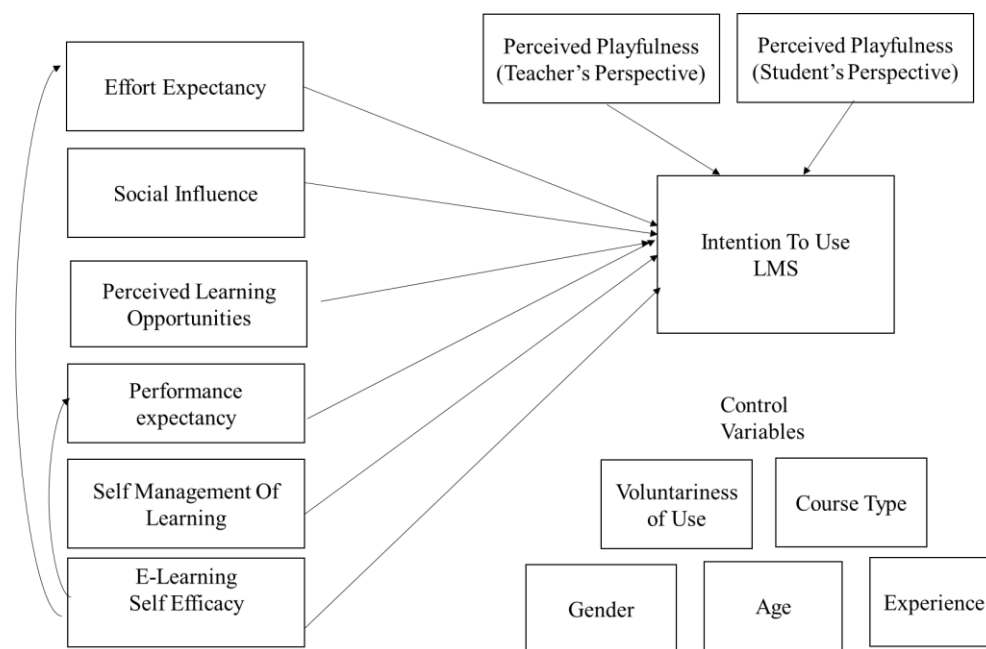 Effort Expectancy
Social Influence
Perceived Learning
Opportunities
Performance
expectancy
Self Management Of
Learning
E-Learning
Self Efficacy
Perceived Playfulness
(Teacher's Perspective)
Perceived Playfulness
(Student's Perspective)
Intention To Use
LMS
Control
Variables
Voluntariness
of Use
Course Type
Gender
Age
Experience